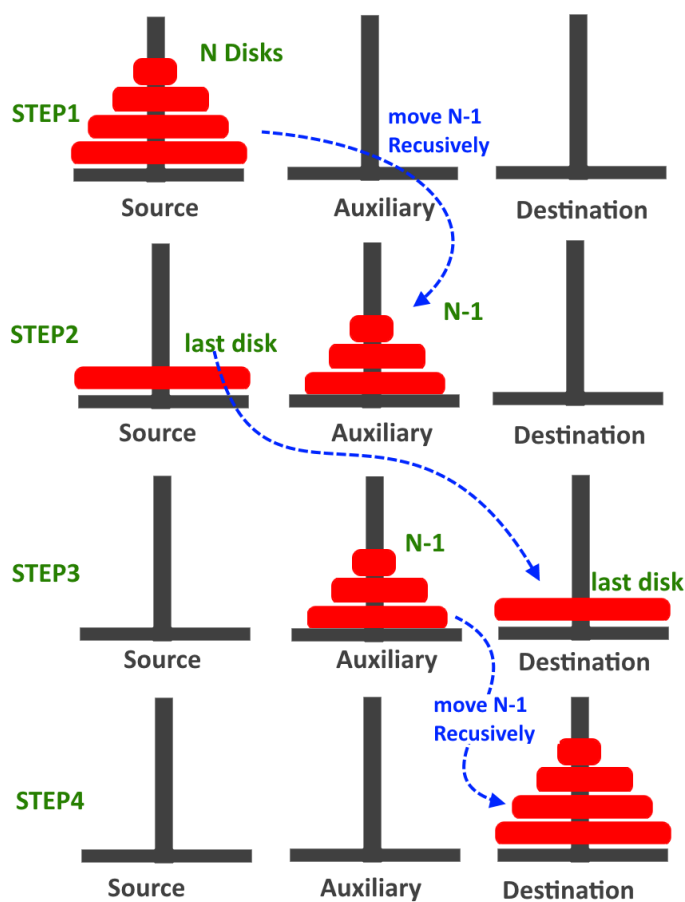 N Disks
STEP1
move N-1
Recusively
Source
Auxiliary
Destination
STEP2
last disk
N-1
Source
Auxiliary
Destination
STEP3
N-1
last disk
Source
Auxiliary
Destination
move N-1
Recusively
STEP4
Source
Auxiliary
Destination